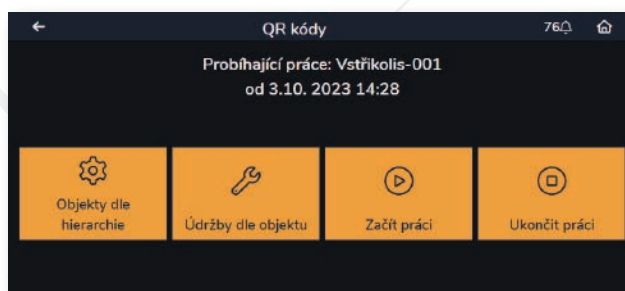 QR kódy
76
Probíhající práce: Vstřikolis-001
od 3.10. 2023 14:28
Objekty dle
hierarchie
Údržby dle objektu
Začít práci
Ukončit práci